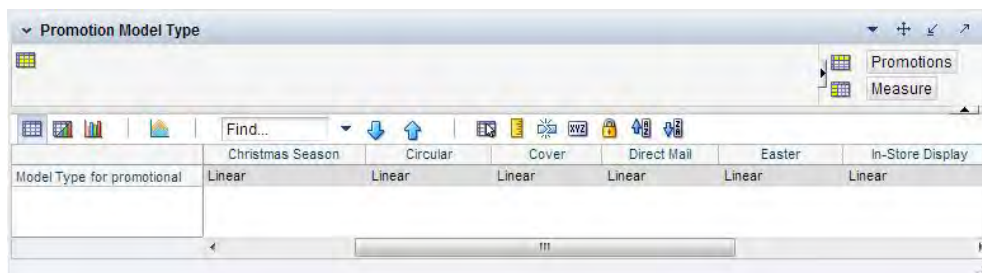 Promotion Model Type
Promotions
Measure
Find...
XYZ
Christmas Season Circular Cover Direct Mail Easter In-Store Display
Model Type for promotional Linear Linear Linear Linear Linear Linear